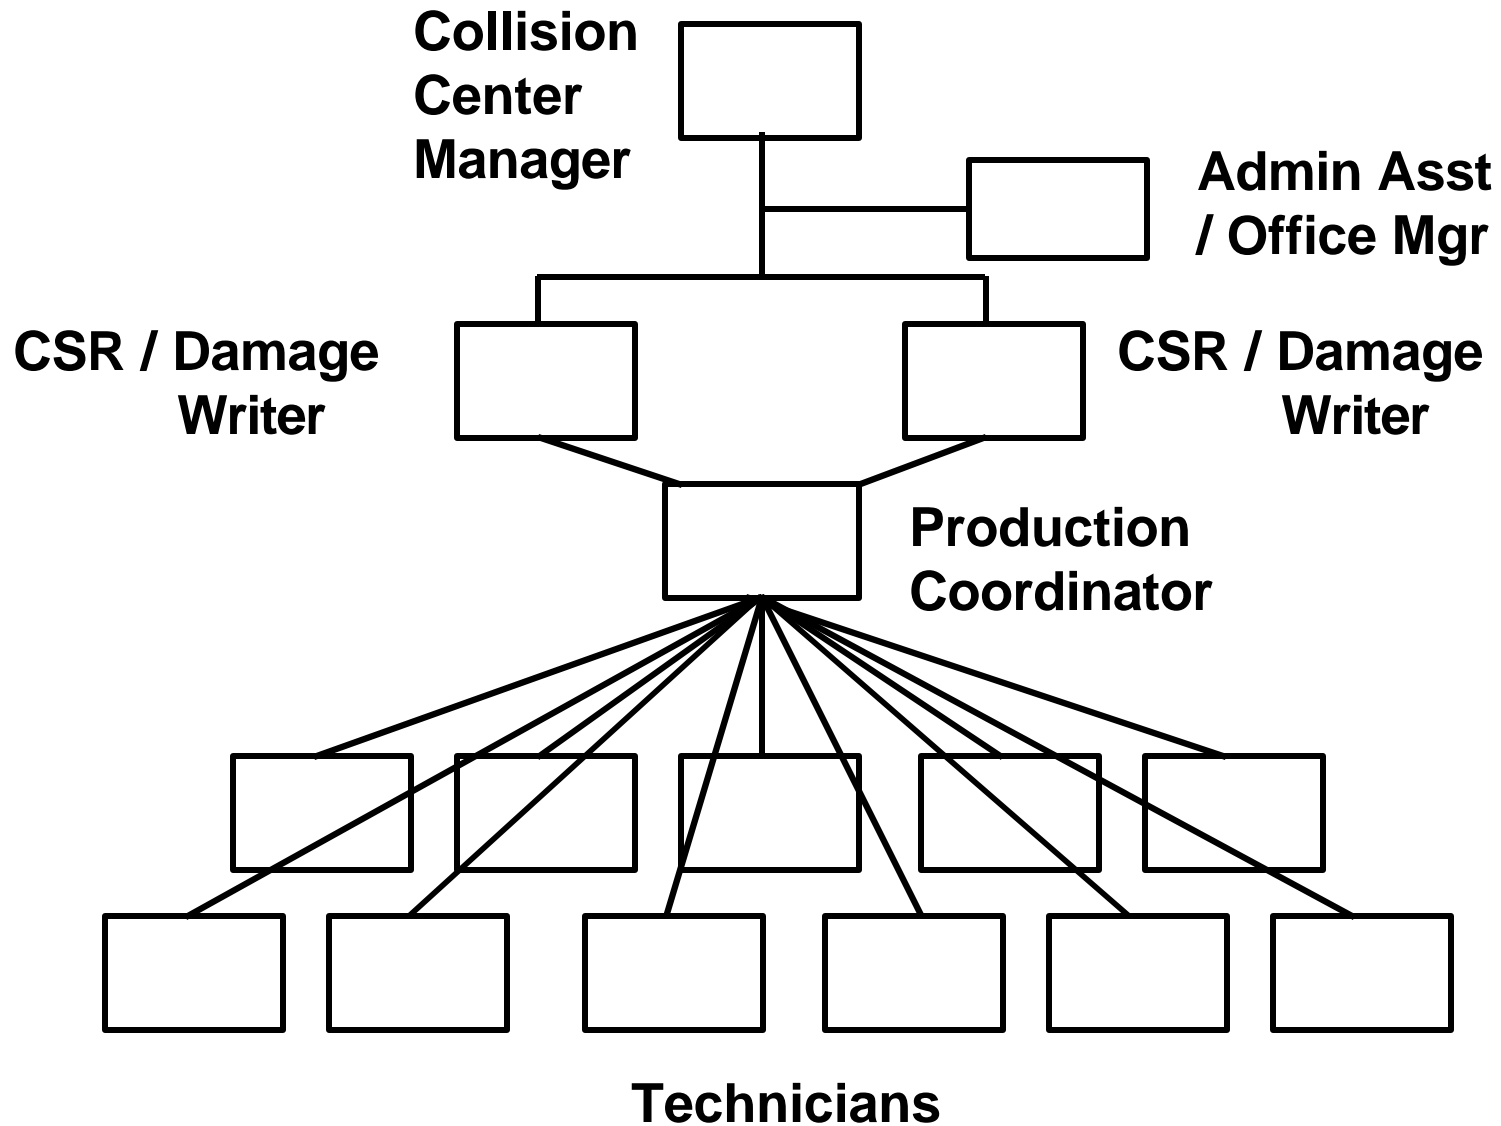 Collision
Center
Manager
Admin Asst
/ Office Mgr
CSR / Damage
Writer
CSR / Damage
Writer
Production
Coordinator
Technicians